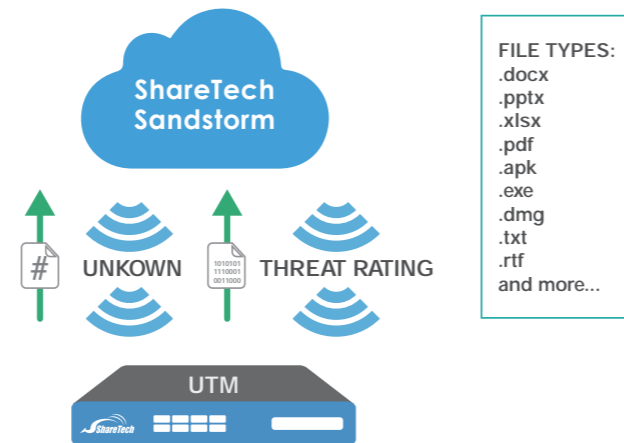 ShareTech
Sandstorm
#
UNKOWN
1010101
1110001
0011000
THREAT RATING
UTM
ShareTech
FILE TYPES:
.docx
.pptx
.xlsx
.pdf
.apk
.exe
.dmg
.txt
.rtf
and more...